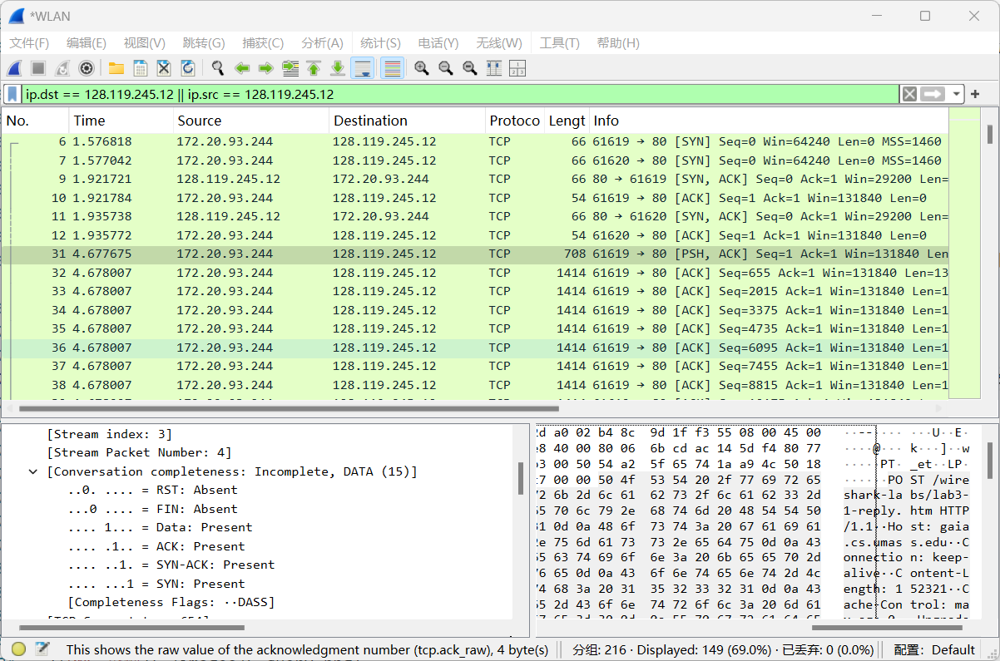 *WLAN
文件(F) 编辑(E) 视图(V) 跳转(G) 捕获(C) 分析(A) 统计(S) 电话(Y) 无线(W) 工具(T) 帮助(H)
ip.dst == 128.119.245.12 || ip.src == 128.119.245.12
No. Time Source Destination Protoco Lengt Info
6 1.576818 172.20.93.244 128.119.245.12 TCP 66 61619 → 80 [SYN] Seq=0 Win=64240 Len=0 MSS=1460
7 1.577042 172.20.93.244 128.119.245.12 TCP 66 61620 → 80 [SYN] Seq=0 Win=64240 Len=0 MSS=1460
9 1.921721 128.119.245.12 172.20.93.244 TCP 66 80 → 61619 [SYN, ACK] Seq=0 Ack=1 Win=29200 Len=
10 1.921784 172.20.93.244 128.119.245.12 TCP 54 61619 → 80 [ACK] Seq=1 Ack=1 Win=131840 Len=0
11 1.935738 128.119.245.12 172.20.93.244 TCP 66 80 → 61620 [SYN, ACK] Seq=0 Ack=1 Win=29200 Len=
12 1.935772 172.20.93.244 128.119.245.12 TCP 54 61620 → 80 [ACK] Seq=1 Ack=1 Win=131840 Len=0
31 4.677675 172.20.93.244 128.119.245.12 TCP 708 61619 → 80 [PSH, ACK] Seq=1 Ack=1 Win=131840 Len
32 4.678007 172.20.93.244 128.119.245.12 TCP 1414 61619 → 80 [ACK] Seq=655 Ack=1 Win=131840 Len=13
33 4.678007 172.20.93.244 128.119.245.12 TCP 1414 61619 → 80 [ACK] Seq=2015 Ack=1 Win=131840 Len=1
34 4.678007 172.20.93.244 128.119.245.12 TCP 1414 61619 → 80 [ACK] Seq=3375 Ack=1 Win=131840 Len=1
35 4.678007 172.20.93.244 128.119.245.12 TCP 1414 61619 → 80 [ACK] Seq=4735 Ack=1 Win=131840 Len=1
36 4.678007 172.20.93.244 128.119.245.12 TCP 1414 61619 → 80 [ACK] Seq=6095 Ack=1 Win=131840 Len=1
37 4.678007 172.20.93.244 128.119.245.12 TCP 1414 61619 → 80 [ACK] Seq=7455 Ack=1 Win=131840 Len=1
38 4.678007 172.20.93.244 128.119.245.12 TCP 1414 61619 → 80 [ACK] Seq=8815 Ack=1 Win=131840 Len=1
[Stream index: 3]
[Stream Packet Number: 4]
[Conversation completeness: Incomplete, DATA (15)]
..0. .... = RST: Absent
...0 .... = FIN: Absent
.... 1... = Data: Present
.... .1.. = ACK: Present
.... ..1. = SYN-ACK: Present
.... ...1 = SYN: Present
[Completeness Flags: ··DASS]
2d a0 02 b4 8c 9d 1f f3 55 08 00 45 00 ··--···· ···U··E·
e8 40 00 80 06 6b cd ac 14 5d f4 80 77 ····@··· k···]··w
03 00 50 54 a2 5f 65 74 1a a9 4c 50 18 ·····PT· _et··LP·
c7 00 00 50 4f 53 54 20 2f 77 69 72 65 ······PO ST /wire
72 6b 2d 6c 61 62 73 2f 6c 61 62 33 2d shark-la bs/lab3-
65 70 6c 79 2e 68 74 6d 20 48 54 54 50 1-reply. htm HTTP
31 0d 0a 48 6f 73 74 3a 20 67 61 69 61 /1.1··Ho st: gaia
2e 75 6d 61 73 73 2e 65 64 75 0d 0a 43 .cs.umas s.edu··C
65 63 74 69 6f 6e 3a 20 6b 65 65 70 2d onnectio n: keep-
76 65 0d 0a 43 6f 6e 74 65 6e 74 2d 4c alive··C ontent-L
74 68 3a 20 31 35 32 33 32 31 0d 0a 43 ength: 1 52321··C
65 2d 43 6f 6e 74 72 6f 6c 3a 20 6d 61 ache-Con trol: ma
This shows the raw value of the acknowledgment number (tcp.ack_raw), 4 byte(s) 分组: 216 · Displayed: 149 (69.0%) · 已丢弃: 0 (0.0%) 配置: Default